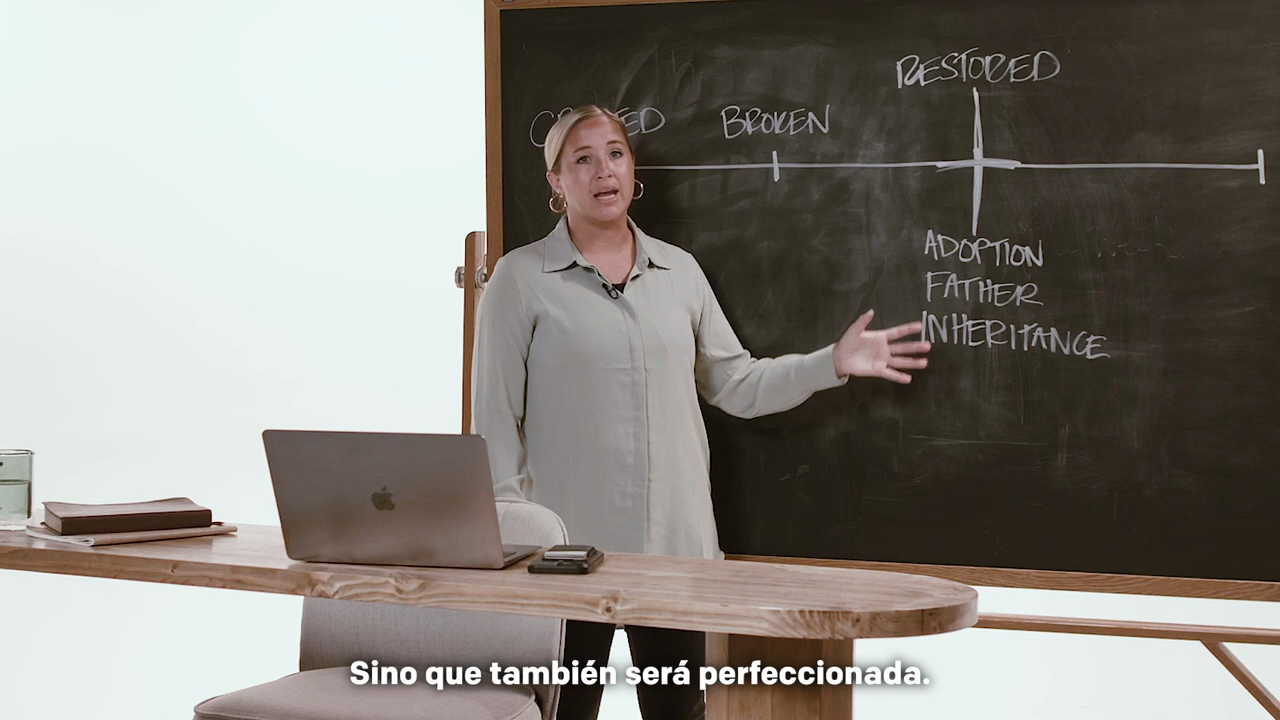 RESTORED
BROKEN
ADOPTION
FATHER
INHERITANCE
Sino que también será perfeccionada.